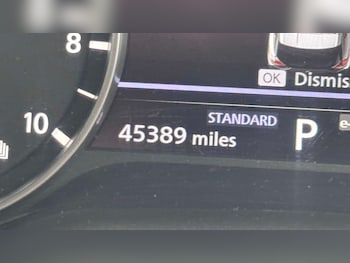 8
OK Dismis
STANDARD
10
45389 miles
P
e-